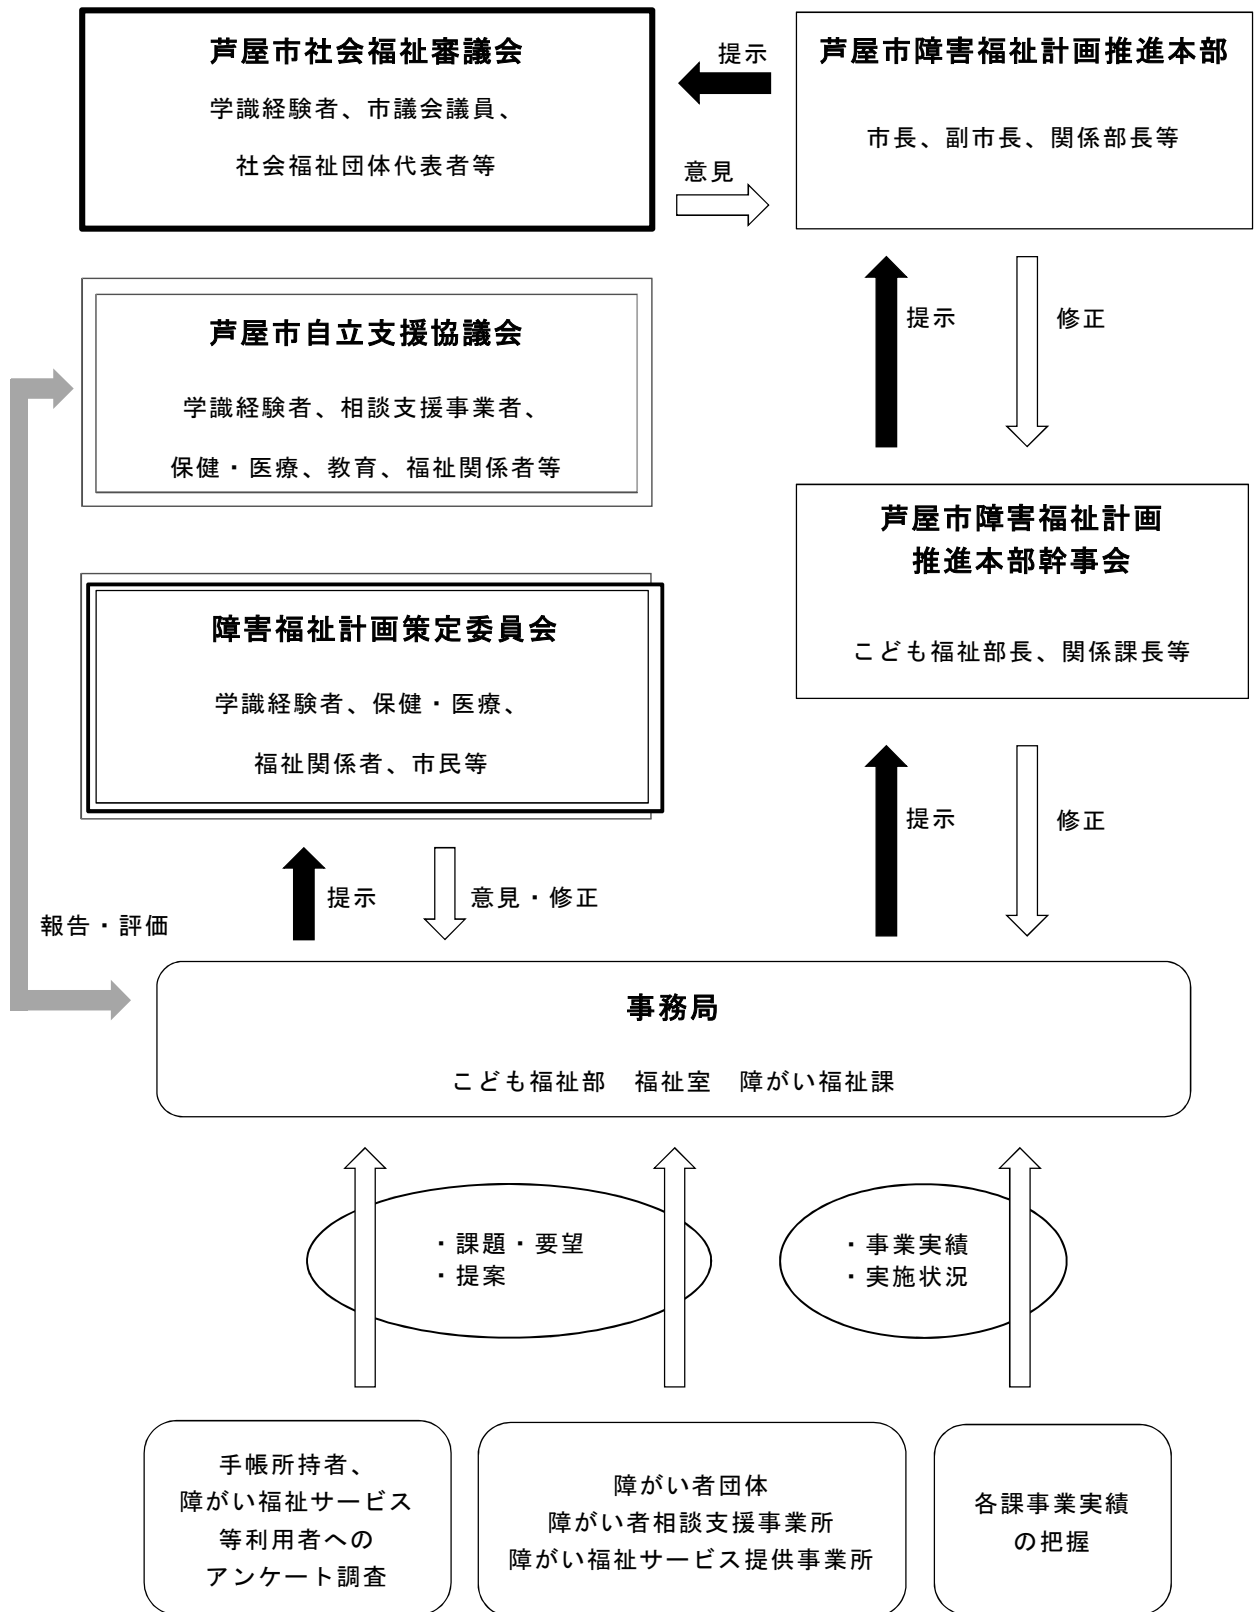 芦屋市社会福祉審議会
学識経験者、市議会議員、
社会福祉団体代表者等
提示
意見
芦屋市障害福祉計画推進本部
市長、副市長、関係部長等
芦屋市自立支援協議会
学識経験者、相談支援事業者、
保健・医療、教育、福祉関係者等
提示
修正
芦屋市障害福祉計画
推進本部幹事会
こども福祉部長、関係課長等
障害福祉計画策定委員会
学識経験者、保健・医療、
福祉関係者、市民等
提示
修正
提示
意見・修正
報告・評価
事務局
こども福祉部　福祉室　障がい福祉課
・課題・要望
・提案
・事業実績
・実施状況
手帳所持者、
障がい福祉サービス
等利用者への
アンケート調査
障がい者団体
障がい者相談支援事業所
障がい福祉サービス提供事業所
各課事業実績
の把握